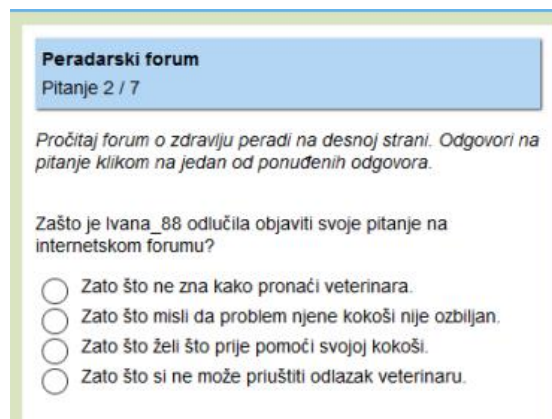 Peradarski forum
Pitanje 2 / 7
Pročitaj forum o zdravlju peradi na desnoj strani. Odgovori na
pitanje klikom na jedan od ponuđenih odgovora.
Zašto je Ivana_88 odlučila objaviti svoje pitanje na
internetskom forumu?
Zato što ne zna kako pronaći veterinara.
Zato što misli da problem njene kokoši nije ozbiljan.
Zato što želi što prije pomoći svojoj kokoši.
Zato što si ne može priuštiti odlazak veterinaru.